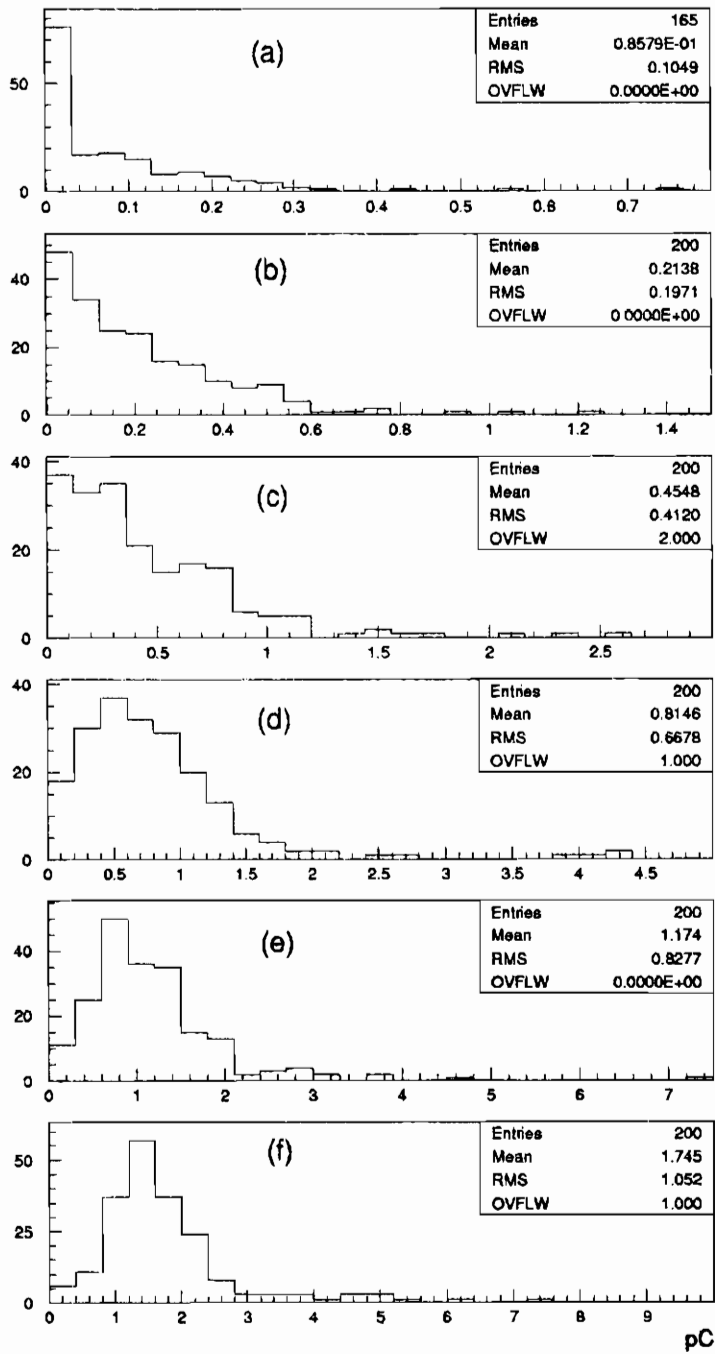 (a)
Entries 165
Mean 0.8579E-01
RMS 0.1049
OVFLW 0.0000E+00
50
0
0 0.1 0.2 0.3 0.4 0.5 0.6 0.7
(b)
Entries 200
Mean 0.2138
RMS 0.1971
OVFLW 0.0000E+00
40
20
0
0 0.2 0.4 0.6 0.8 1 1.2 1.4
(c)
Entries 200
Mean 0.4548
RMS 0.4120
OVFLW 2.000
40
20
0
0 0.5 1 1.5 2 2.5
(d)
Entries 200
Mean 0.8146
RMS 0.6678
OVFLW 1.000
40
20
0
0 0.5 1 1.5 2 2.5 3 3.5 4 4.5
(e)
Entries 200
Mean 1.174
RMS 0.8277
OVFLW 0.0000E+00
40
20
0
0 1 2 3 4 5 6 7
(f)
Entries 200
Mean 1.745
RMS 1.052
OVFLW 1.000
50
25
0
0 1 2 3 4 5 6 7 8 9
pC